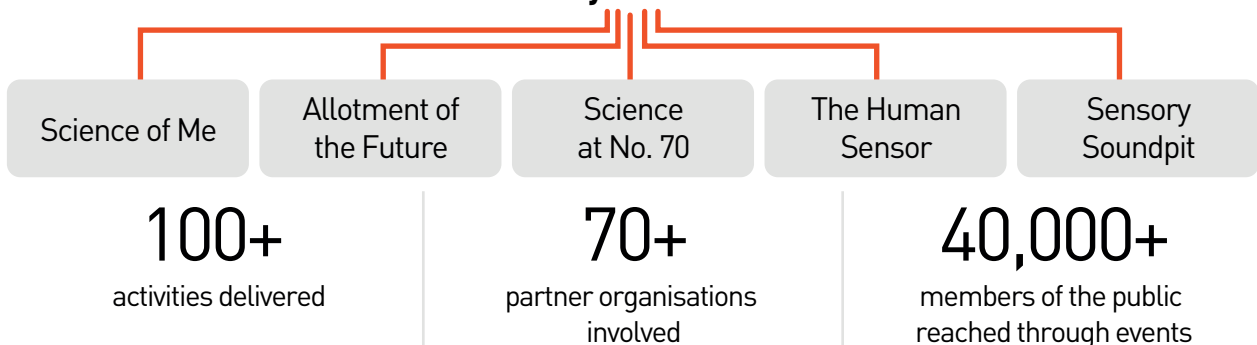 Science of Me
Allotment of
the Future
Science
at No. 70
The Human
Sensor
Sensory
Soundpit
100+
activities delivered
70+
partner organisations
involved
40,000+
members of the public
reached through events